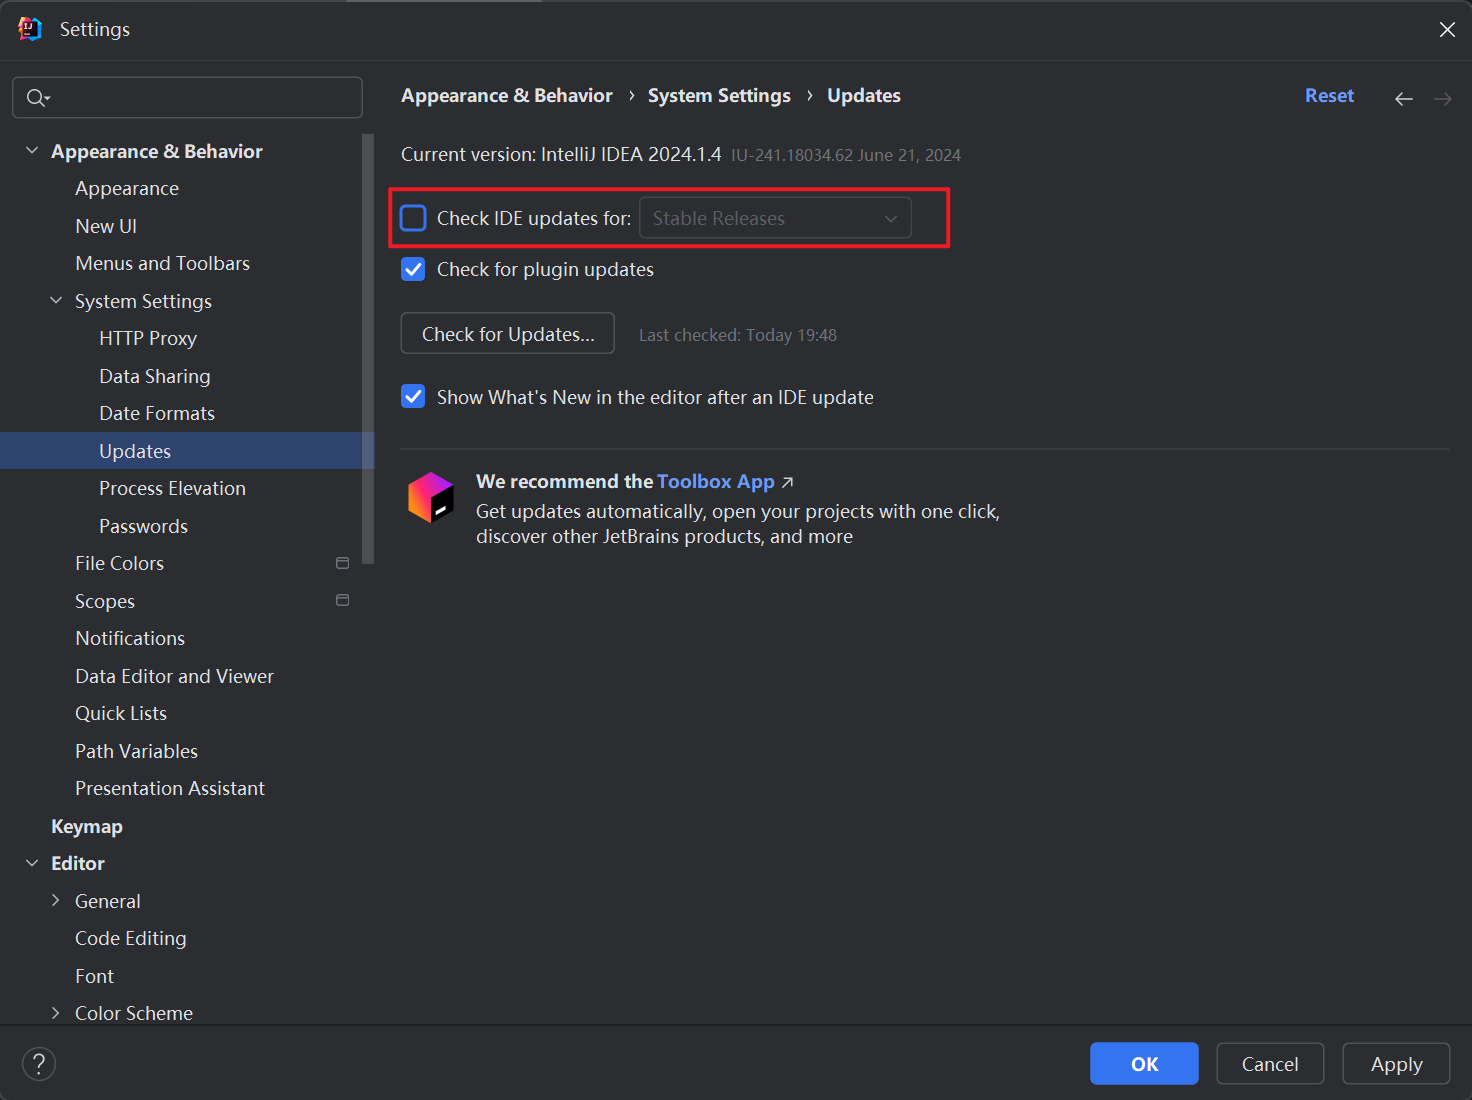 Settings
Appearance & Behavior
Appearance
New UI
Menus and Toolbars
System Settings
HTTP Proxy
Data Sharing
Date Formats
Updates
Process Elevation
Passwords
File Colors
Scopes
Notifications
Data Editor and Viewer
Quick Lists
Path Variables
Presentation Assistant
Keymap
Editor
General
Code Editing
Font
Color Scheme
Appearance & Behavior › System Settings › Updates
Reset
Current version: IntelliJ IDEA 2024.1.4 IU-241.18034.62 June 21, 2024
Check IDE updates for: Stable Releases
Check for plugin updates
Check for Updates... Last checked: Today 19:48
Show What's New in the editor after an IDE update
We recommend the Toolbox App ↗
Get updates automatically, open your projects with one click,
discover other JetBrains products, and more
?
OK
Cancel
Apply